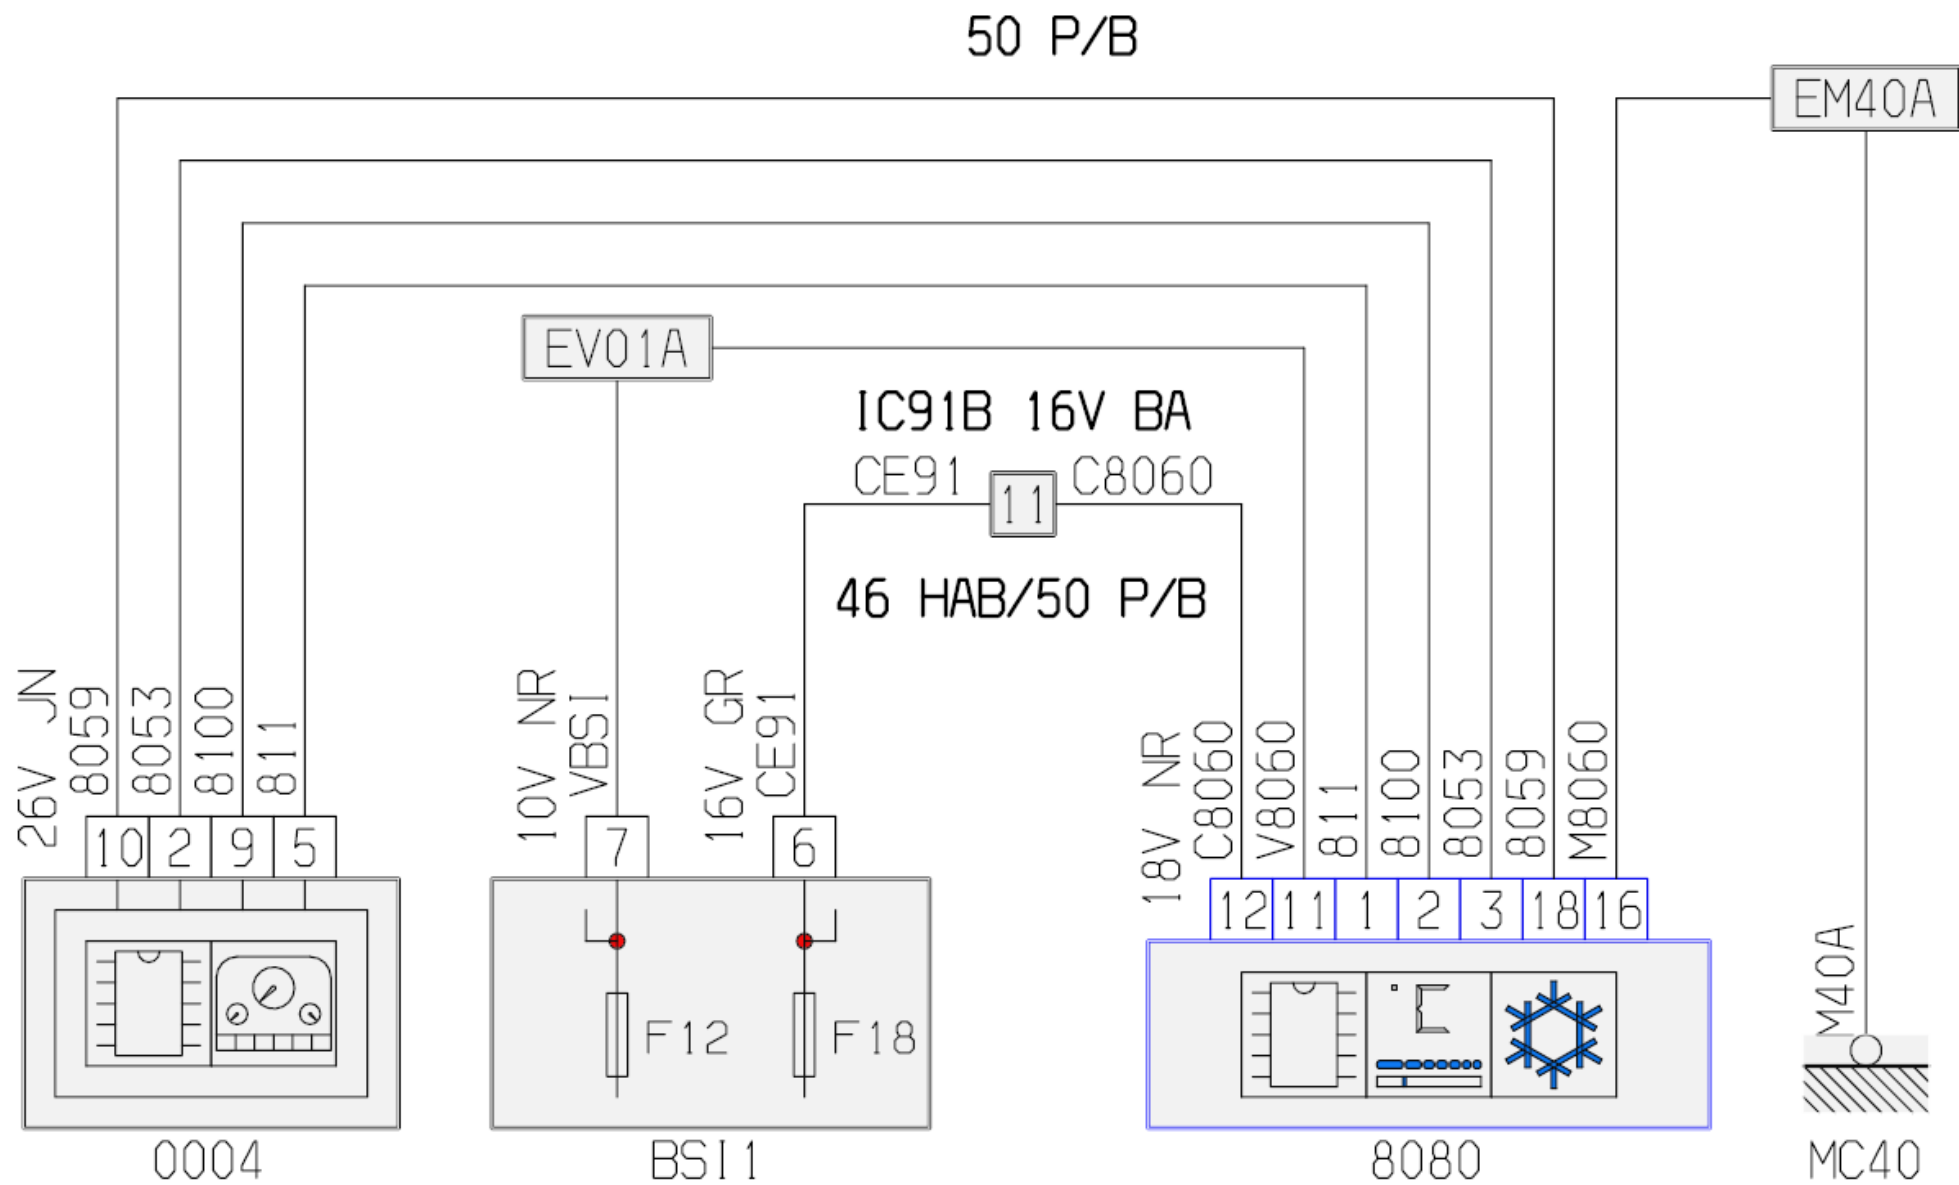 50 P/B
EM40A
EV01A
IC91B 16V BA
CE91 11 C8060
46 HAB/50 P/B
26V JN
8059
8053
8100
811
10V NR
VBSI
16V GR
CE91
18V NR
C8060
V8060
811
8100
8053
8059
M8060
10 2 9 5
7
6
12 11 1 2 3 18 16
M40A
F12
F18
0004
BSI1
8080
MC40